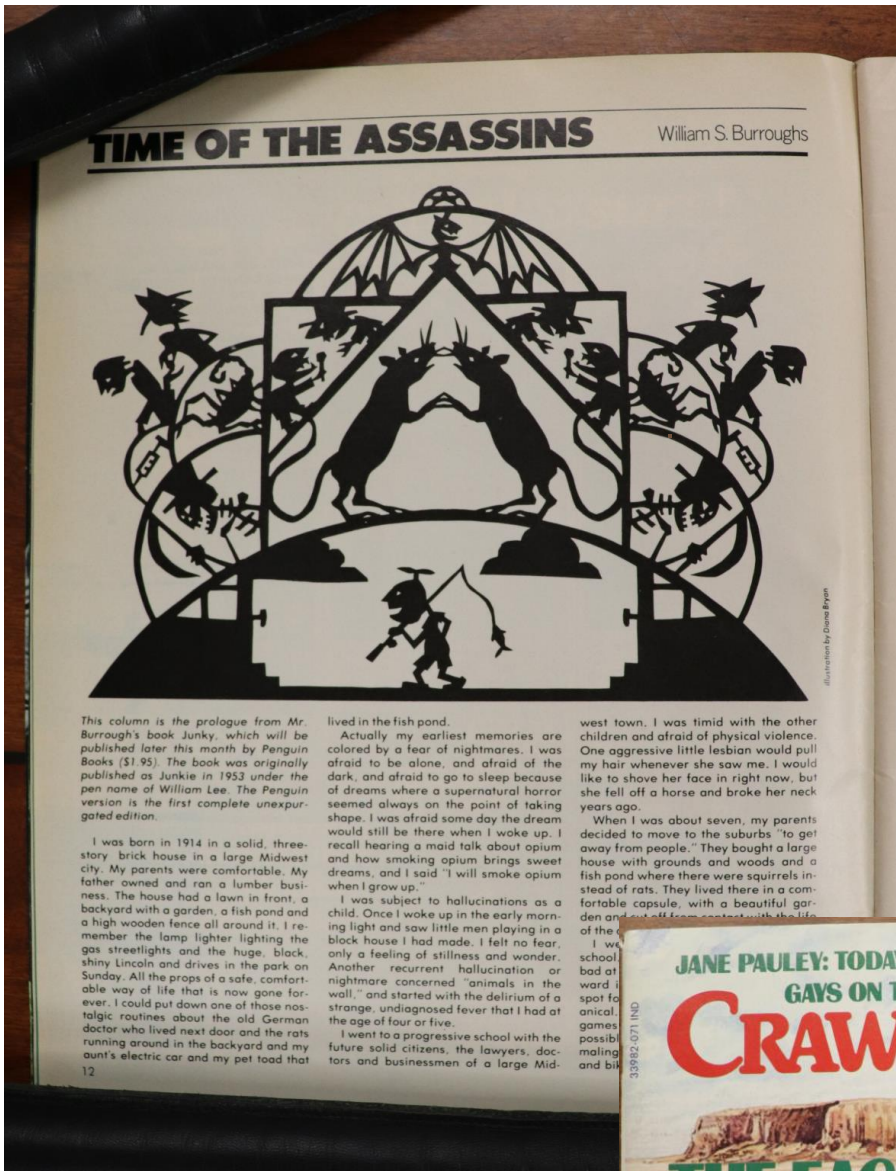 TIME OF THE ASSASSINS
William S. Burroughs
illustration by Diana Bryan
This column is the prologue from Mr.
Burrough's book Junky, which will be
published later this month by Penguin
Books ($1.95). The book was originally
published as Junkie in 1953 under the
pen name of William Lee. The Penguin
version is the first complete unexpur-
gated edition.
I was born in 1914 in a solid, three-
story brick house in a large Midwest
city. My parents were comfortable. My
father owned and ran a lumber busi-
ness. The house had a lawn in front, a
backyard with a garden, a fish pond and
a high wooden fence all around it. I re-
member the lamp lighter lighting the
gas streetlights and the huge, black,
shiny Lincoln and drives in the park on
Sunday. All the props of a safe, comfort-
able way of life that is now gone for-
ever. I could put down one of those nos-
talgic routines about the old German
doctor who lived next door and the rats
running around in the backyard and my
aunt's electric car and my pet toad that
12
lived in the fish pond.
Actually my earliest memories are
colored by a fear of nightmares. I was
afraid to be alone, and afraid of the
dark, and afraid to go to sleep because
of dreams where a supernatural horror
seemed always on the point of taking
shape. I was afraid some day the dream
would still be there when I woke up. I
recall hearing a maid talk about opium
and how smoking opium brings sweet
dreams, and I said "I will smoke opium
when I grow up."
I was subject to hallucinations as a
child. Once I woke up in the early morn-
ing light and saw little men playing in a
block house I had made. I felt no fear,
only a feeling of stillness and wonder.
Another recurrent hallucination or
nightmare concerned "animals in the
wall," and started with the delirium of a
strange, undiagnosed fever that I had at
the age of four or five.
I went to a progressive school with the
future solid citizens, the lawyers, doc-
tors and businessmen of a large Mid-
west town. I was timid with the other
children and afraid of physical violence.
One aggressive little lesbian would pull
my hair whenever she saw me. I would
like to shove her face in right now, but
she fell off a horse and broke her neck
years ago.
When I was about seven, my parents
decided to move to the suburbs "to get
away from people." They bought a large
house with grounds and woods and a
fish pond where there were squirrels in-
stead of rats. They lived there in a com-
fortable capsule, with a beautiful gar-
den and cut off from contact with the life
of the
I
school
bad at
ward i
spot fo
anical.
games
possibl
maling
and bik
JANE PAULEY: TODA
GAYS ON
CRAW
33982-071 IND